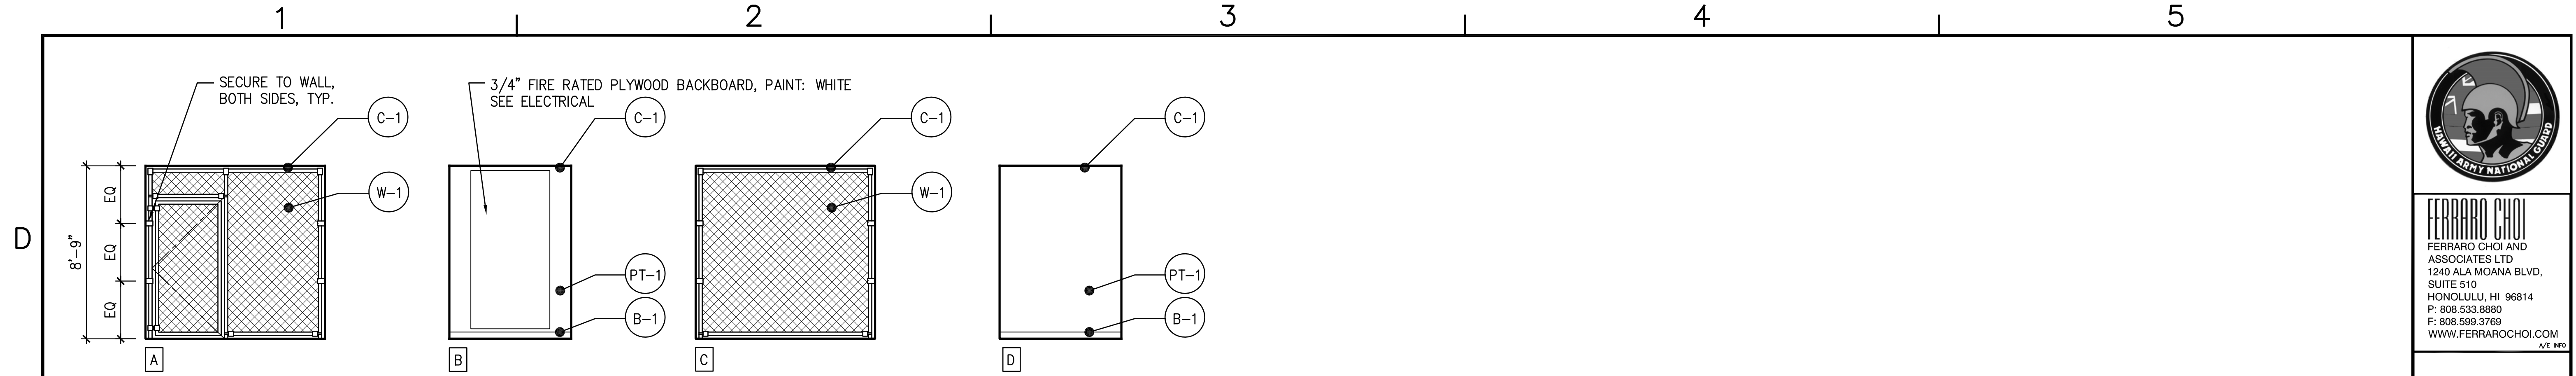 1
2
3
4
5
D
SECURE TO WALL,
BOTH SIDES, TYP.
C-1
W-1
8'-9"
EQ
EQ
EQ
A
3/4" FIRE RATED PLYWOOD BACKBOARD, PAINT: WHITE
SEE ELECTRICAL
C-1
PT-1
B-1
B
C-1
W-1
C
C-1
PT-1
B-1
D
HAWAII ARMY NATIONAL GUARD
FERRARO CHOI
FERRARO CHOI AND
ASSOCIATES LTD
1240 ALA MOANA BLVD,
SUITE 510
HONOLULU, HI 96814
P: 808.533.8880
F: 808.599.3769
WWW.FERRAROCHOI.COM
A/E INFO